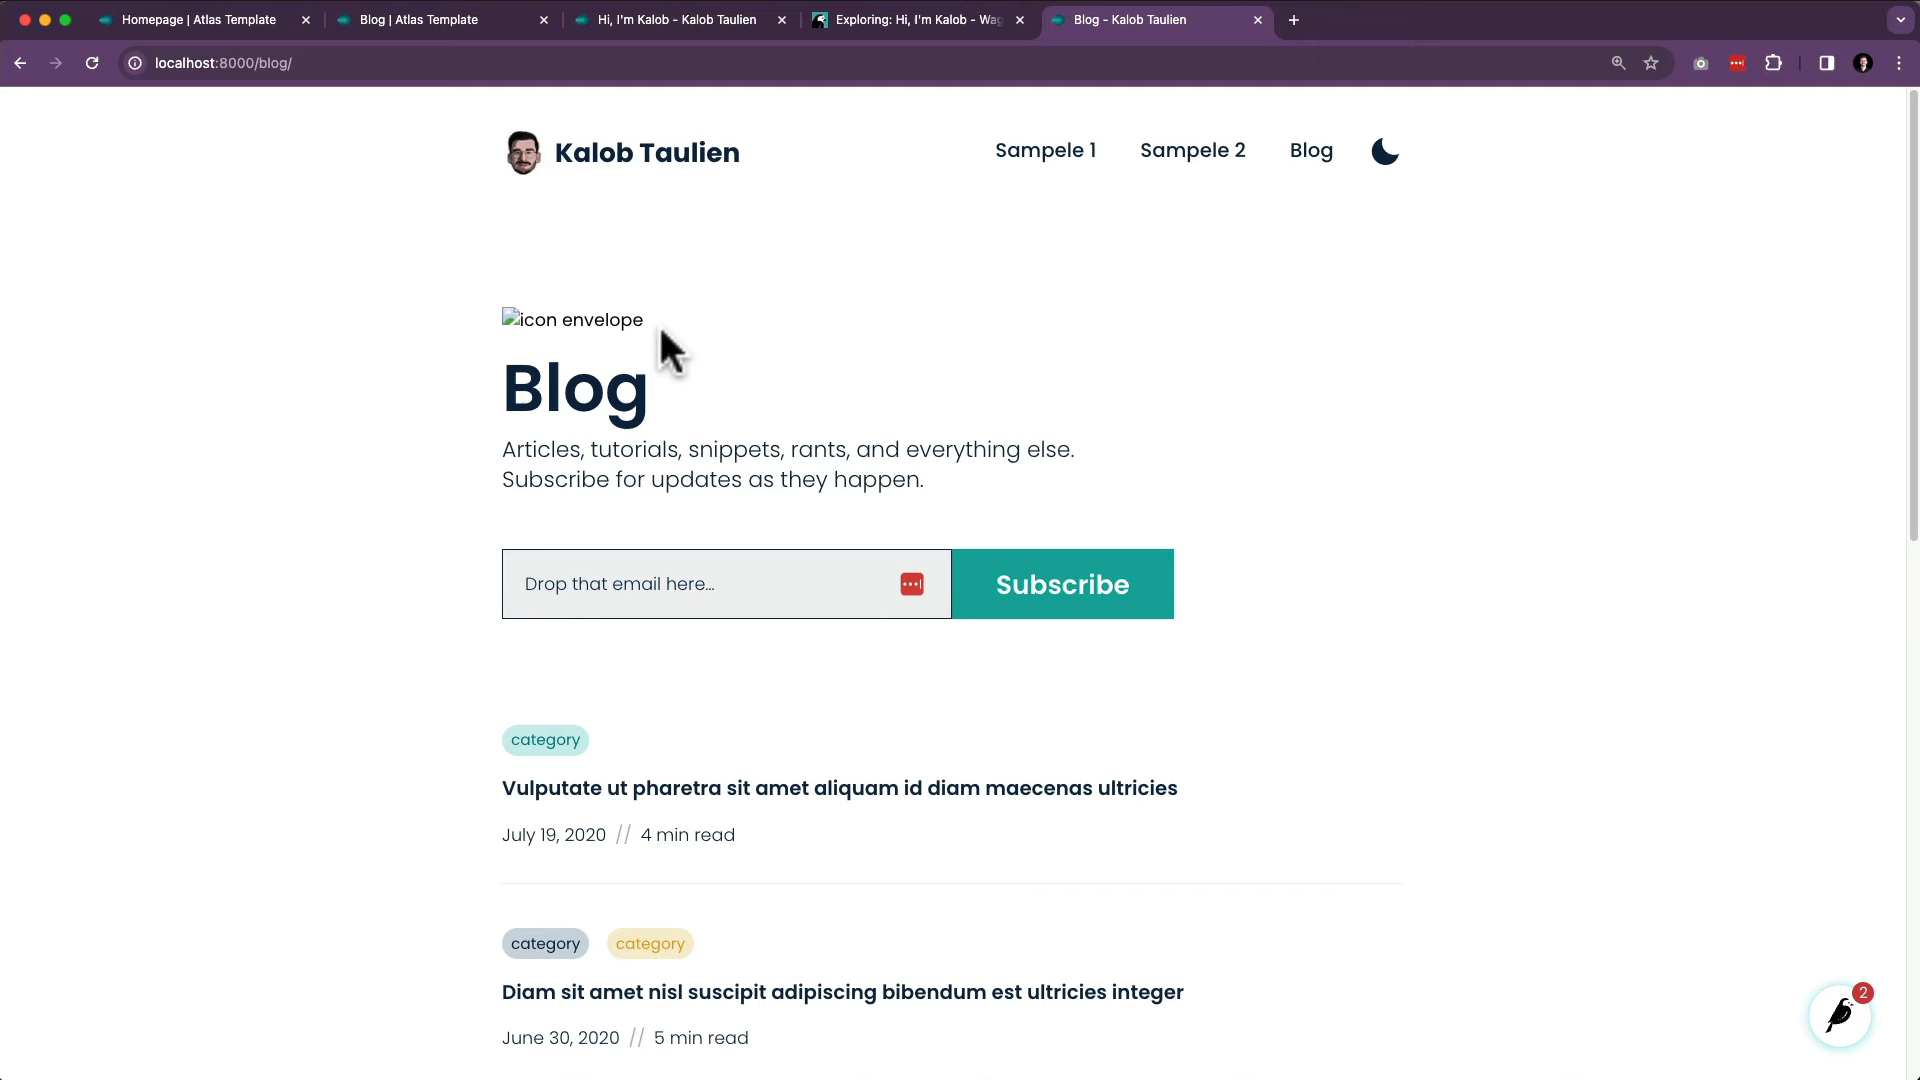 Homepage | Atlas Template
Blog | Atlas Template
Hi, I'm Kalob - Kalob Taulien
Exploring: Hi, I'm Kalob - Wag
Blog - Kalob Taulien
localhost:8000/blog/
Kalob Taulien
Sampele 1
Sampele 2
Blog
icon envelope
Blog
Articles, tutorials, snippets, rants, and everything else.
Subscribe for updates as they happen.
Drop that email here...
Subscribe
category
Vulputate ut pharetra sit amet aliquam id diam maecenas ultricies
July 19, 2020 // 4 min read
category category
Diam sit amet nisl suscipit adipiscing bibendum est ultricies integer
June 30, 2020 // 5 min read
2